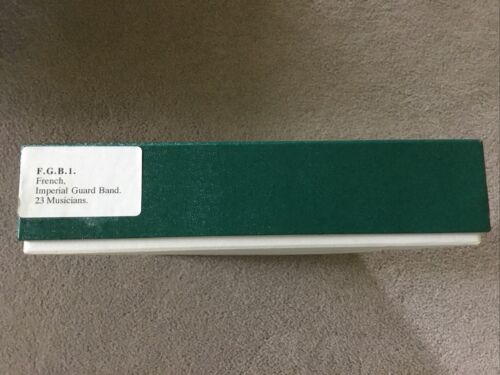 F.G.B.1.
French,
Imperial Guard Band.
23 Musicians.